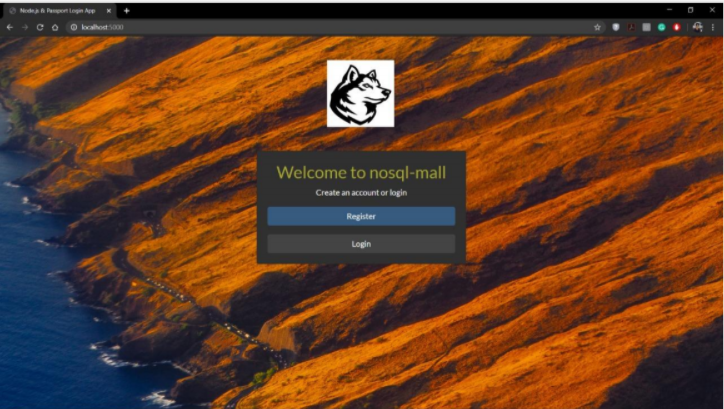 Node.js & Passport Login App
localhost:5000
Welcome to nosql-mall
Create an account or login
Register
Login